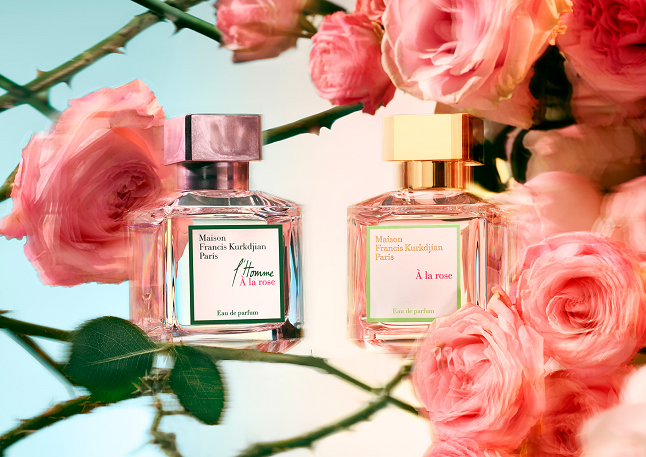 Maison
Francis Kurkdjian
Paris
l'Homme
À la rose
Eau de parfum
Maison
Francis Kurkdjian
Paris
À la rose
Eau de parfum